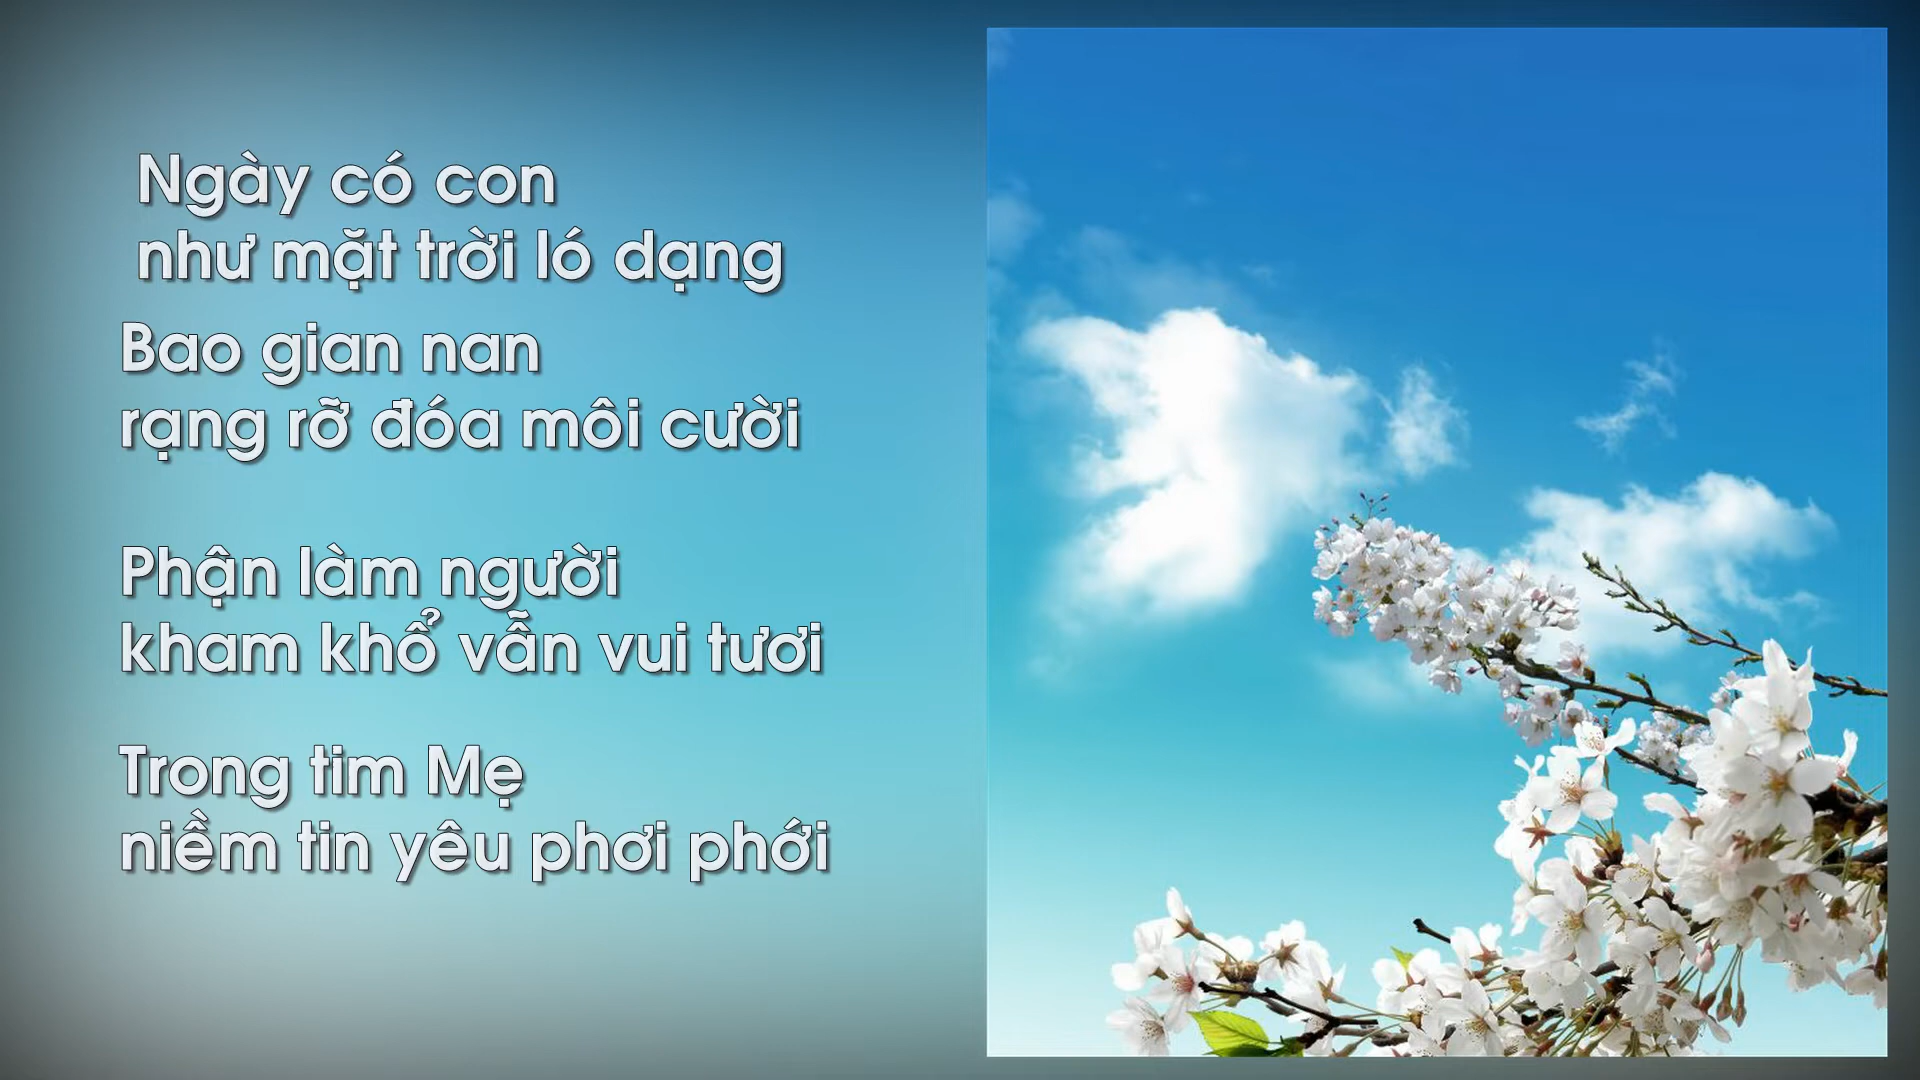 Ngày có con
như mặt trời ló dạng
Bao gian nan
rạng rỡ đóa môi cười
Phận làm người
kham khổ vẫn vui tươi
Trong tim Mẹ
niềm tin yêu phơi phới